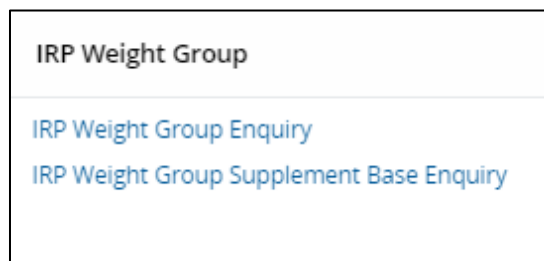 IRP Weight Group
IRP Weight Group Enquiry
IRP Weight Group Supplement Base Enquiry